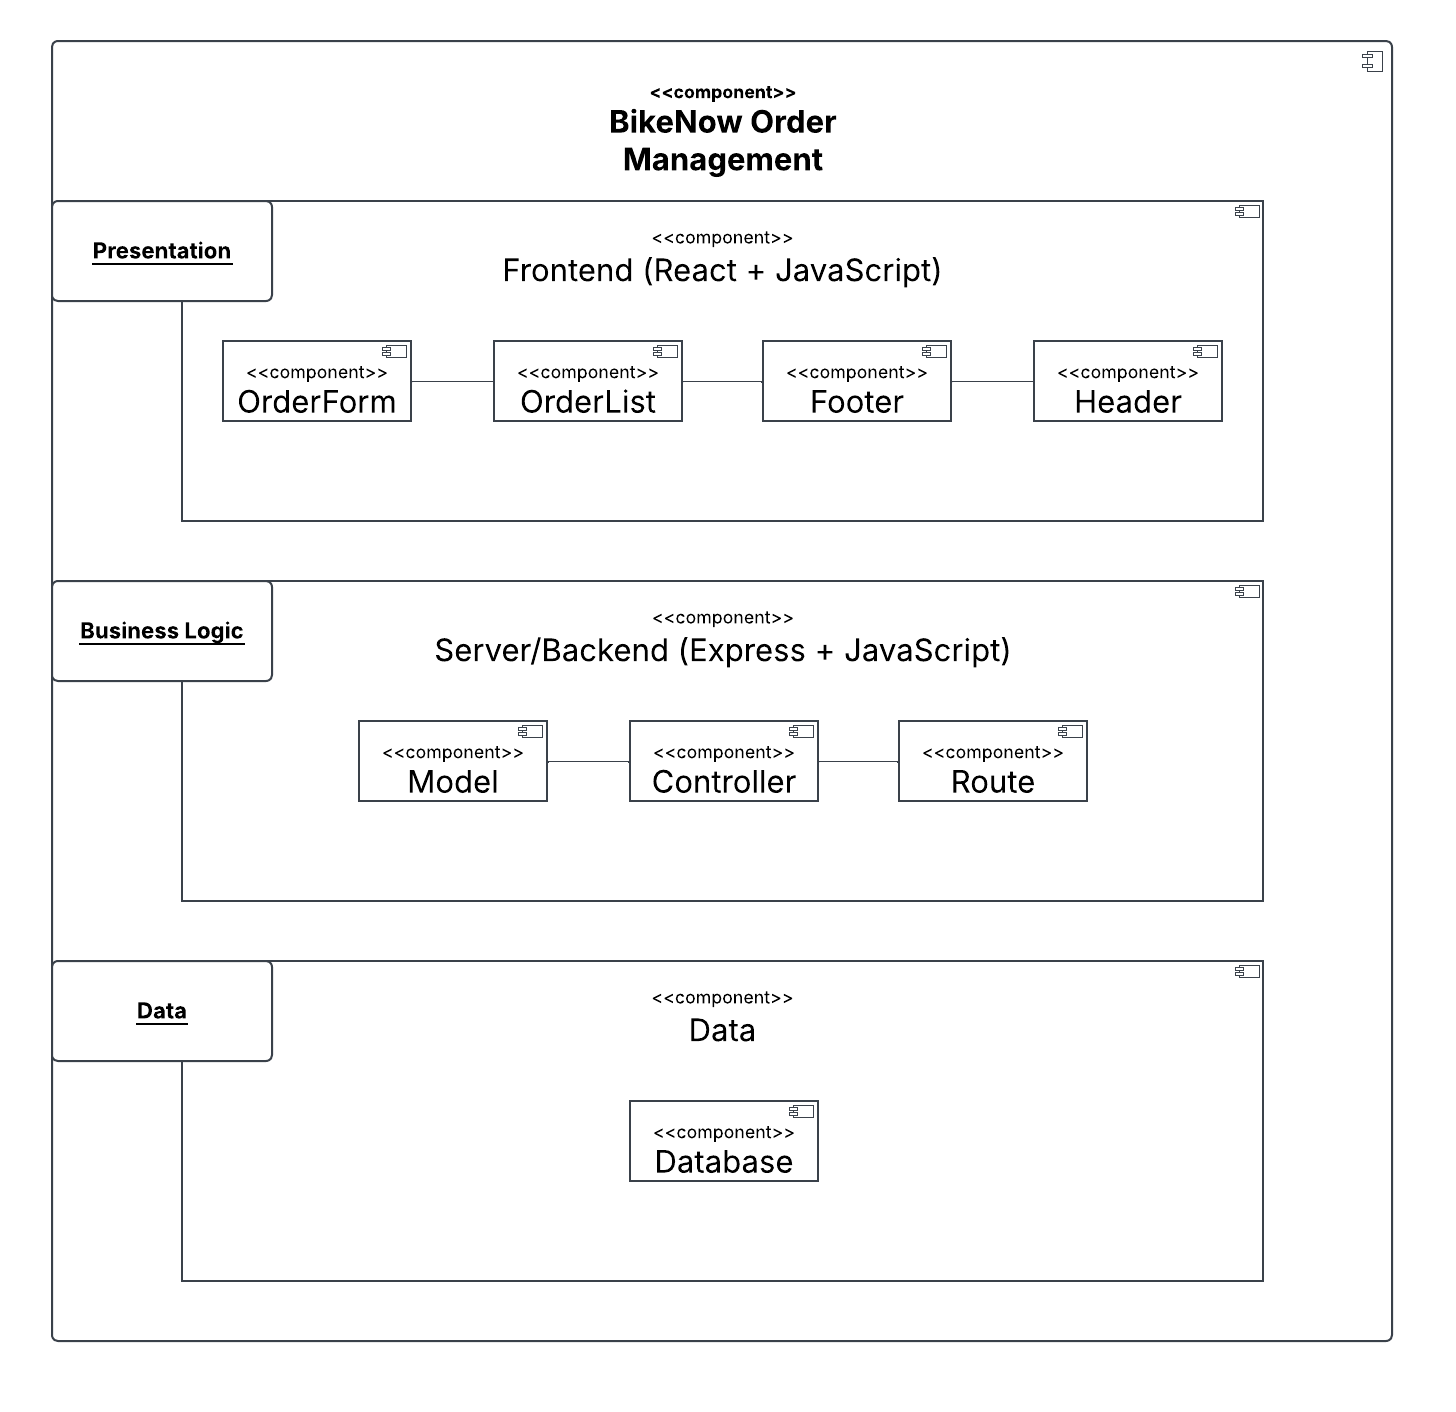 <<component>>
BikeNow Order
Management
Presentation
<<component>>
Frontend (React + JavaScript)
<<component>>
OrderForm
<<component>>
OrderList
<<component>>
Footer
<<component>>
Header
Business Logic
<<component>>
Server/Backend (Express + JavaScript)
<<component>>
Model
<<component>>
Controller
<<component>>
Route
Data
<<component>>
Data
<<component>>
Database